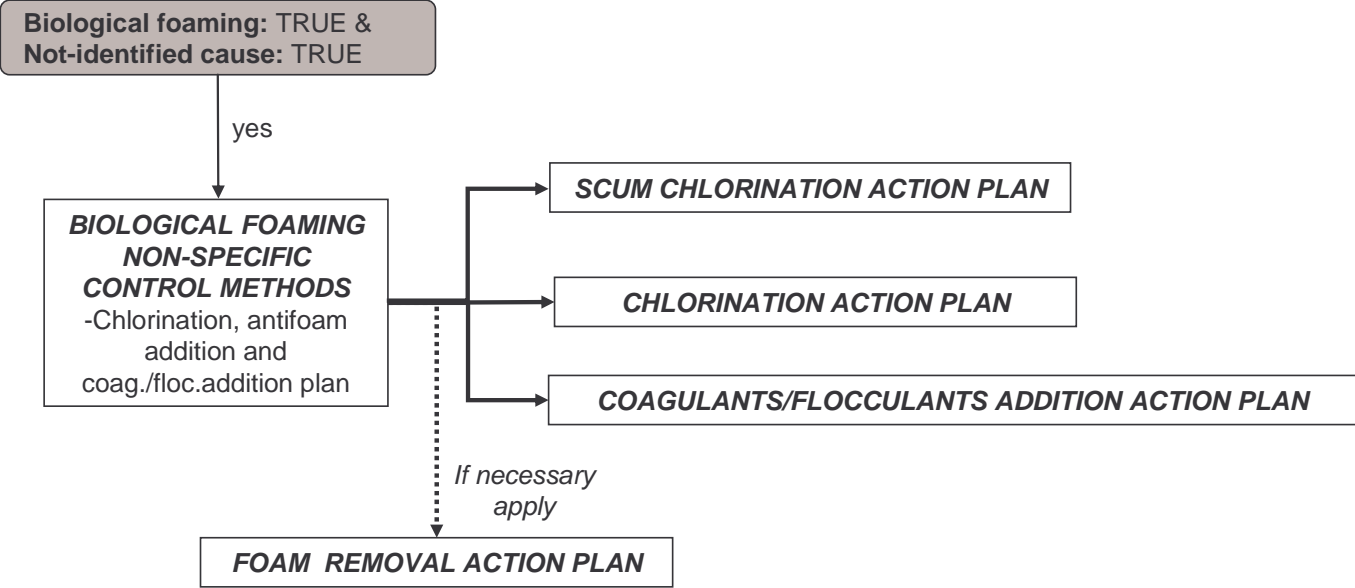 Biological foaming: TRUE &
Not-identified cause: TRUE
yes
BIOLOGICAL FOAMING
NON-SPECIFIC
CONTROL METHODS
-Chlorination, antifoam
addition and
coag./floc.addition plan
SCUM CHLORINATION ACTION PLAN
CHLORINATION ACTION PLAN
COAGULANTS/FLOCCULANTS ADDITION ACTION PLAN
If necessary
apply
FOAM REMOVAL ACTION PLAN